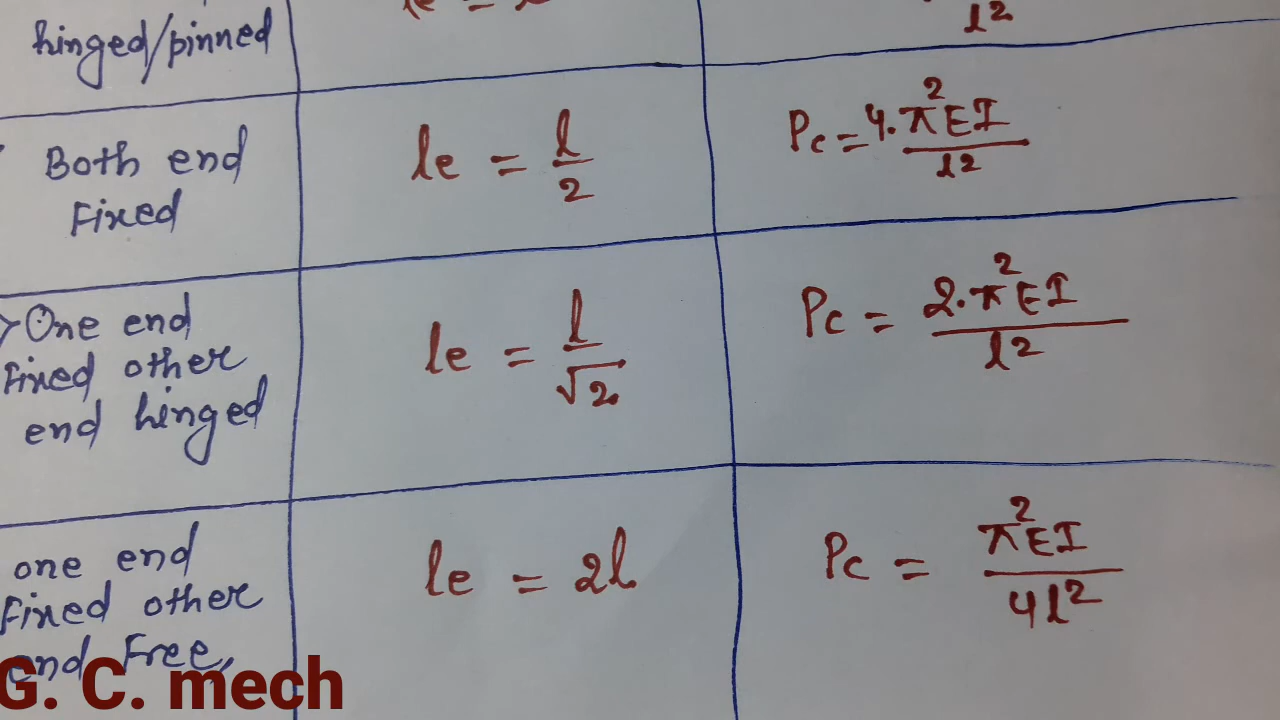 hinged/pinned
l²
Both end
Fixed
le = l/2
Pc = 4.π²EI/l²
One end
Fixed other
end hinged
le = l/√2
Pc = 2.π²EI/l²
one end
Fixed other
end Free,
le = 2l
Pc = π²EI/4l²
G. C. mech